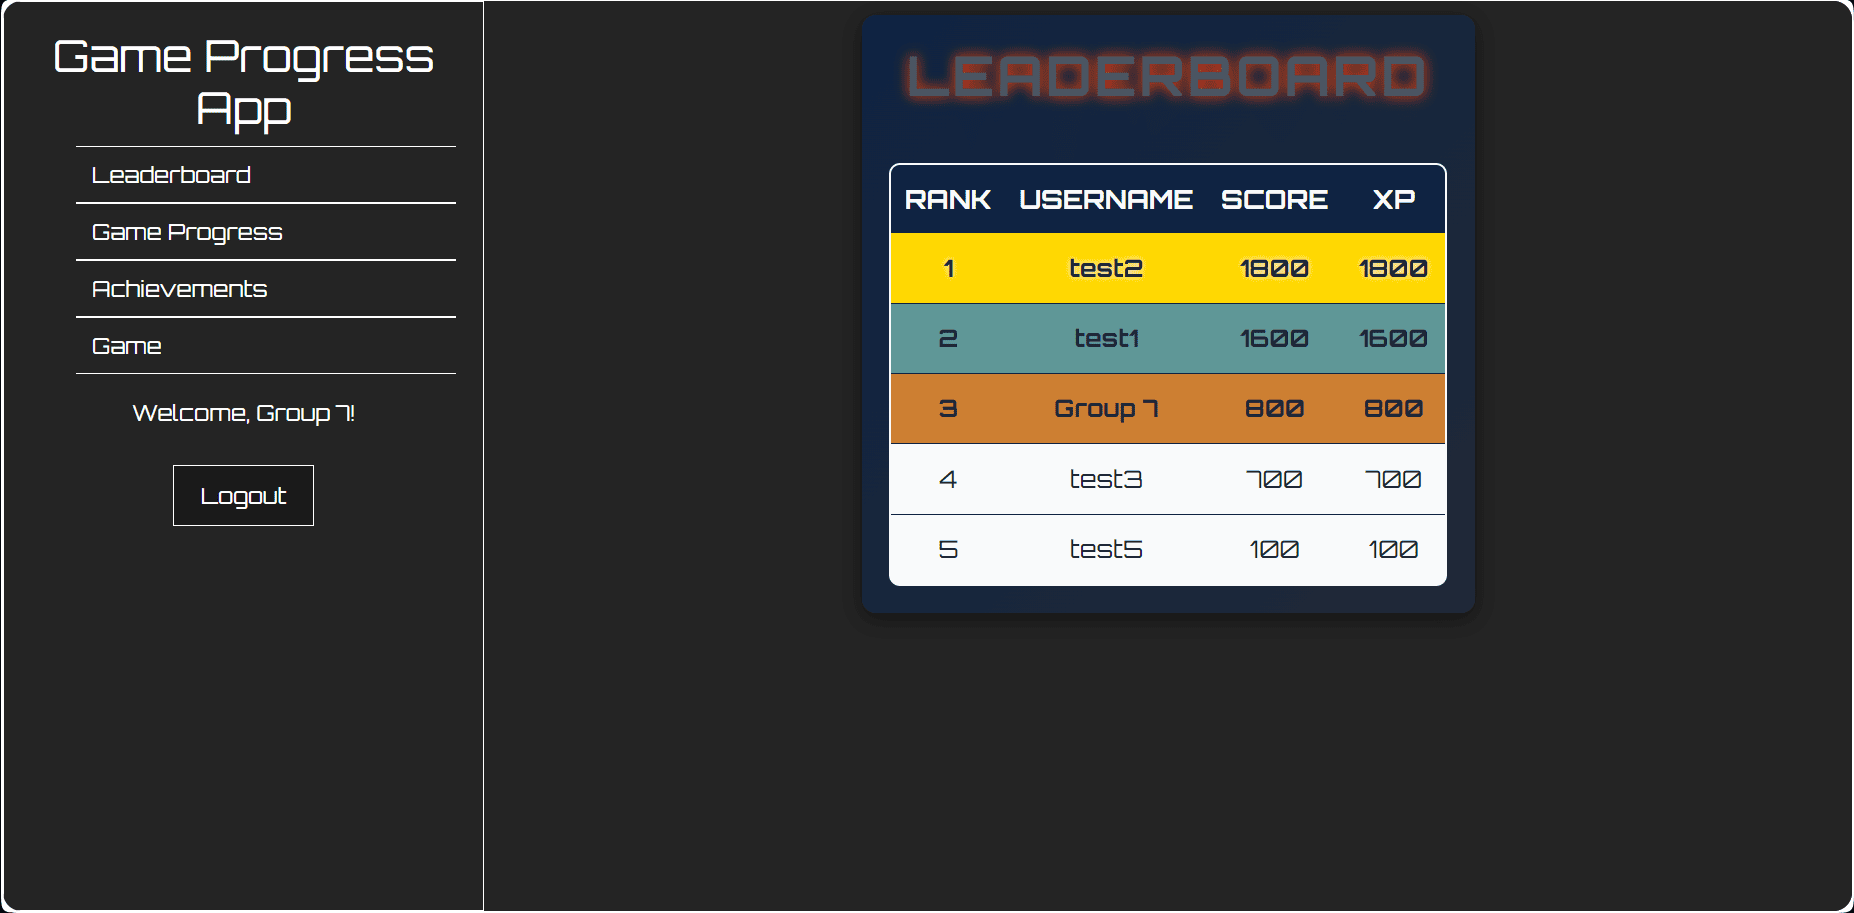 Game Progress
App
Leaderboard
Game Progress
Achievements
Game
Welcome, Group 7!
Logout
LEADERBOARD
RANK USERNAME SCORE XP
1 test2 1800 1800
2 test1 1600 1600
3 Group 7 800 800
4 test3 700 700
5 test5 100 100